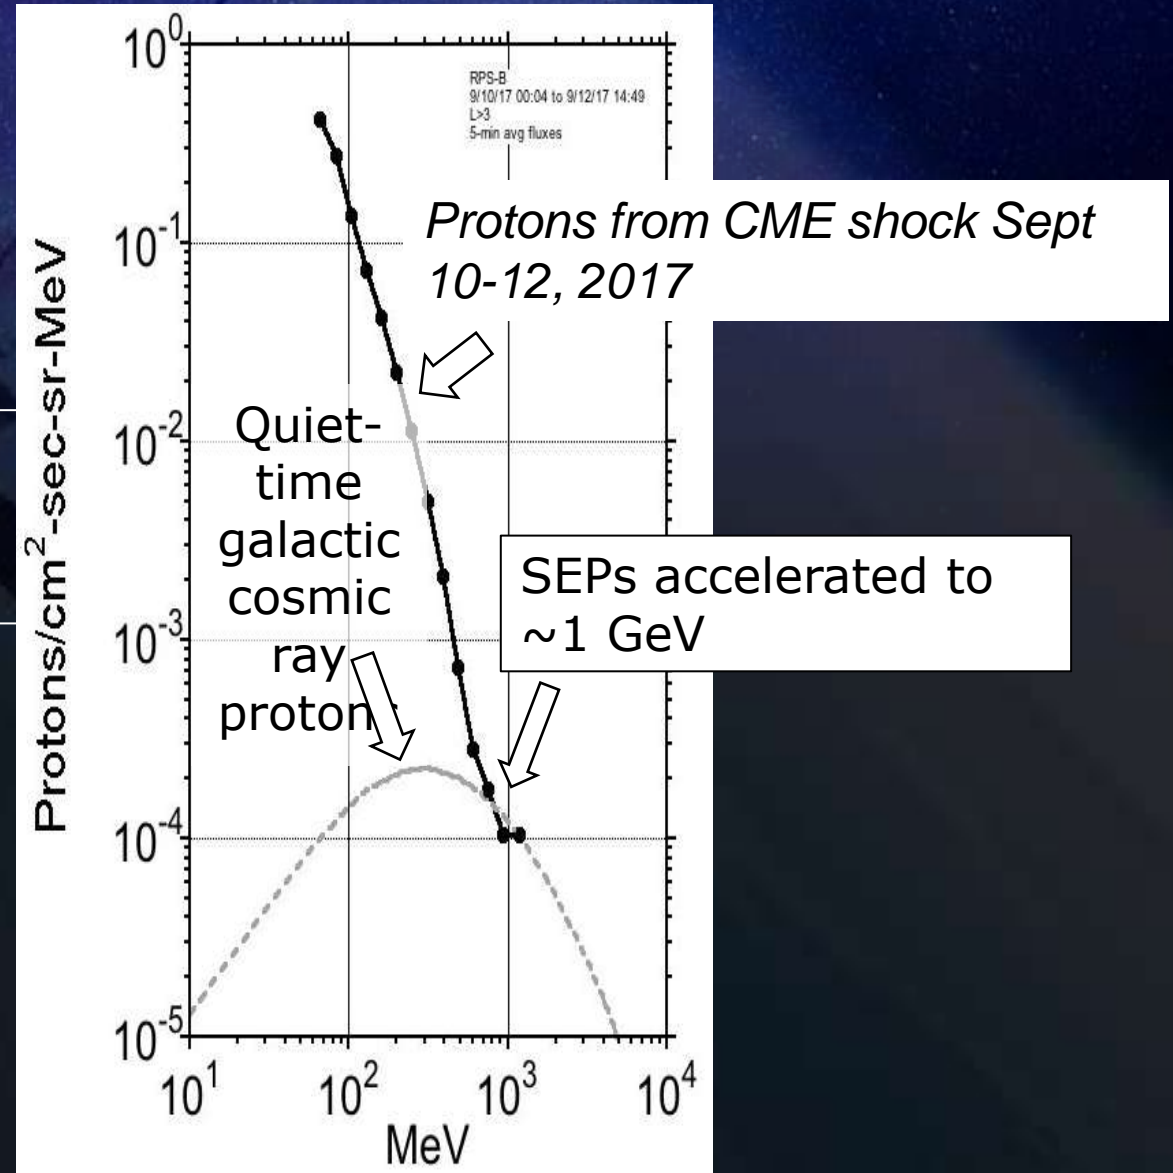 10^0
RPS-B
9/10/17 00:04 to 9/12/17 14:49
L>3
5-min avg fluxes
Protons from CME shock Sept
10-12, 2017
10^-1
10^-2
Quiet-
time
galactic
cosmic
ray
protons
SEPs accelerated to
~1 GeV
10^-3
10^-4
10^-5
10^1 10^2 10^3 10^4
MeV
Protons/cm^2-sec-sr-MeV